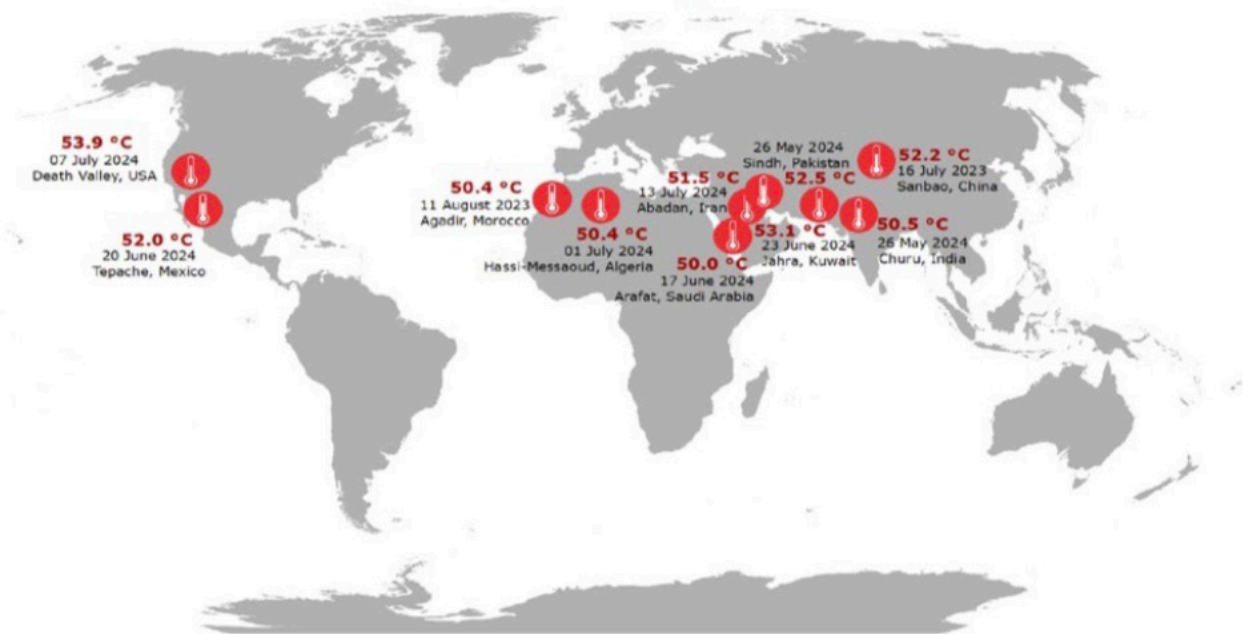 53.9 °C
07 July 2024
Death Valley, USA
52.0 °C
20 June 2024
Tepache, Mexico
50.4 °C
11 August 2023
Agadir, Morocco
50.4 °C
01 July 2024
Hassi-Messaoud, Algeria
51.5 °C
13 July 2024
Abadan, Iran
50.0 °C
17 June 2024
Arafat, Saudi Arabia
53.1 °C
23 June 2024
Jahra, Kuwait
26 May 2024
Sindh, Pakistan
52.5 °C
52.2 °C
16 July 2023
Sanbao, China
50.5 °C
26 May 2024
Churu, India